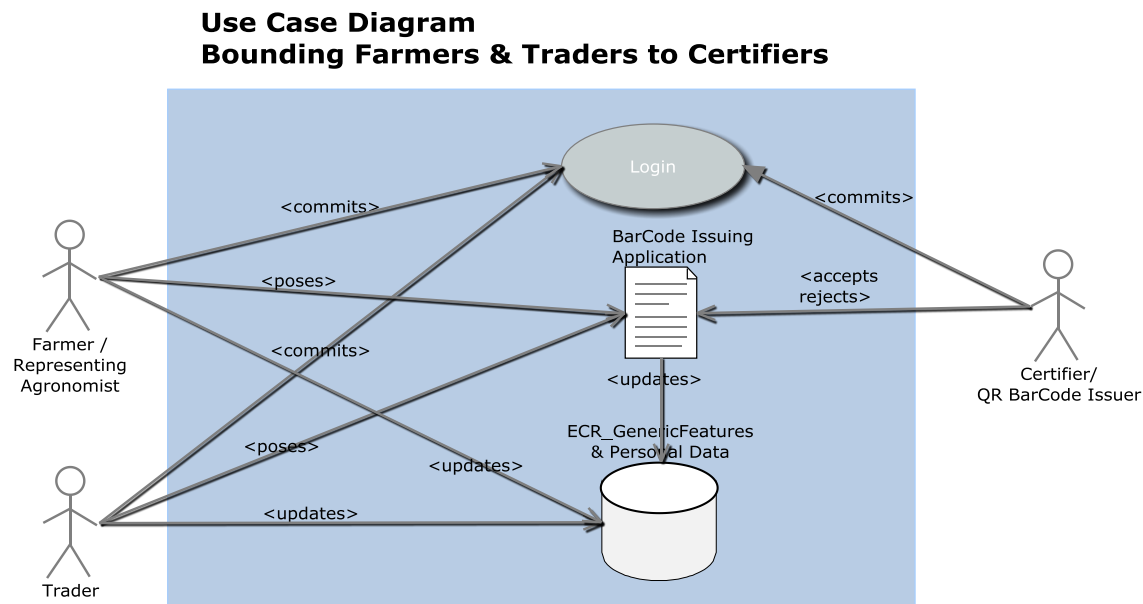 Use Case Diagram
Bounding Farmers & Traders to Certifiers
Login
<commits>
<commits>
BarCode Issuing
Application
<poses>
<accepts
rejects>
Farmer /
Representing
Agronomist
<commits>
<updates>
Certifier/
QR BarCode Issuer
ECR_GenericFeatures
& Personal Data
<poses>
<updates>
<updates>
Trader